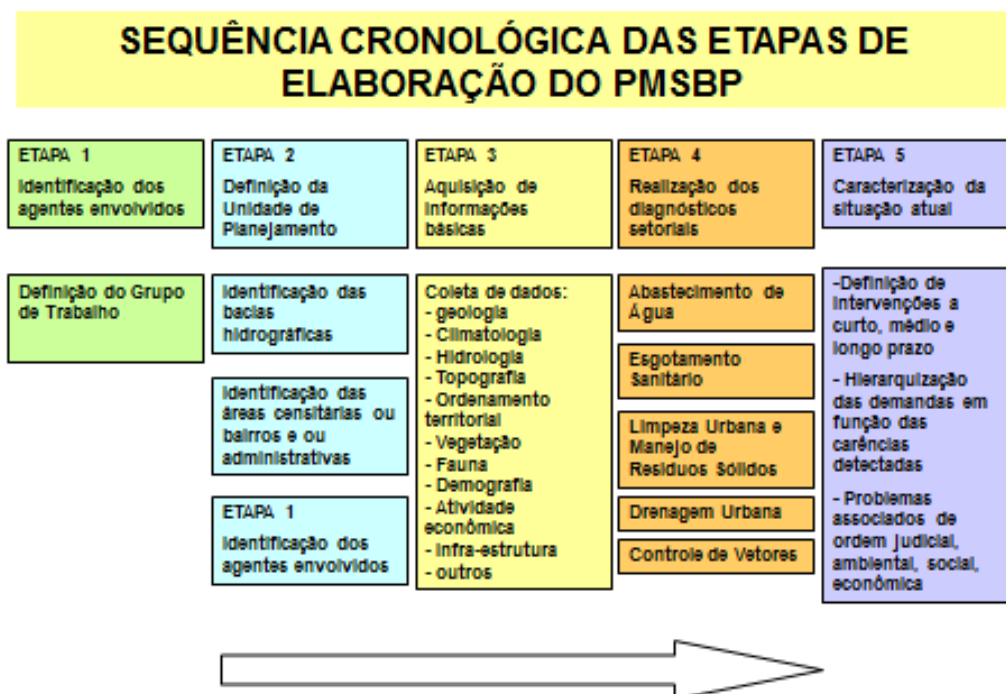 SEQUÊNCIA CRONOLÓGICA DAS ETAPAS DE
ELABORAÇÃO DO PMSBP
ETAPA 1
Identificação dos
agentes envolvidos
Definição do Grupo
de Trabalho
ETAPA 2
Definição da
Unidade de
Planejamento
Identificação das
bacias
hidrográficas
Identificação das
áreas censitárias ou
bairros e ou
administrativas
ETAPA 1
Identificação dos
agentes envolvidos
ETAPA 3
Aquisição de
informações
básicas
Coleta de dados:
- geologia
- Climatologia
- Hidrologia
- Topografia
- Ordenamento
territorial
- Vegetação
- Fauna
- Demografia
- Atividade
econômica
- Infra-estrutura
- outros
ETAPA 4
Realização dos
diagnósticos
setoriais
Abastecimento de
Água
Esgotamento
Sanitário
Limpeza Urbana e
Manejo de
Resíduos Sólidos
Drenagem Urbana
Controle de Vetores
ETAPA 5
Caracterização da
situação atual
-Definição de
intervenções a
curto, médio e
longo prazo
- Hierarquização
das demandas em
função das
carências
detectadas
- Problemas
associados de
ordem judicial,
ambiental, social,
econômica